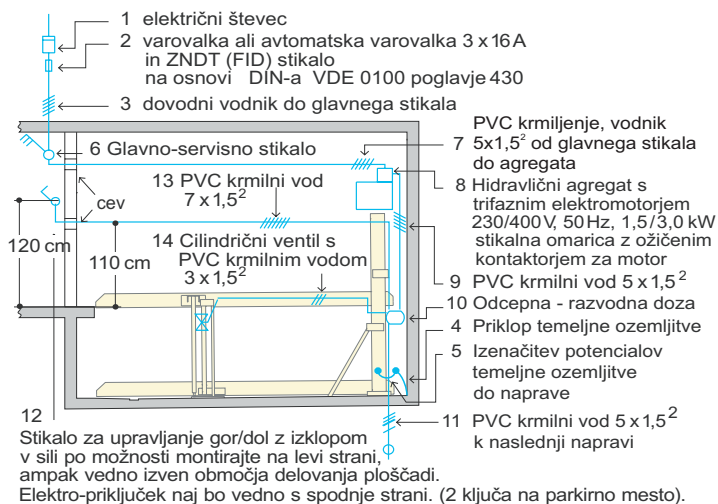 1 električni števec
2 varovalka ali avtomatska varovalka 3 x 16 A
in ZNDT (FID) stikalo
na osnovi DIN-a VDE 0100 poglavje 430
3 dovodni vodnik do glavnega stikala
6 Glavno-servisno stikalo
PVC krmiljenje, vodnik
7 5x1,5² od glavnega stikala
do agregata
8 Hidravlični agregat s
trifaznim elektromotorjem
230/400 V, 50 Hz, 1,5/3,0 kW
stikalna omarica z ožičenim
kontaktorjem za motor
13 PVC krmilni vod
7 x 1,5²
cev
120 cm
110 cm
14 Cilindrični ventil s
PVC krmilnim vodom
3 x 1,5²
9 PVC krmilni vod 5 x 1,5²
10 Odcepna - razvodna doza
4 Priklop temeljne ozemljitve
5 Izenačitev potencialov
temeljne ozemljitve
do naprave
11 PVC krmilni vod 5 x 1,5²
k naslednji napravi
12
Stikalo za upravljanje gor/dol z izklopom
v sili po možnosti montirajte na levi strani,
ampak vedno izven območja delovanja ploščadi.
Elektro-priključek naj bo vedno s spodnje strani. (2 ključa na parkirno mesto).